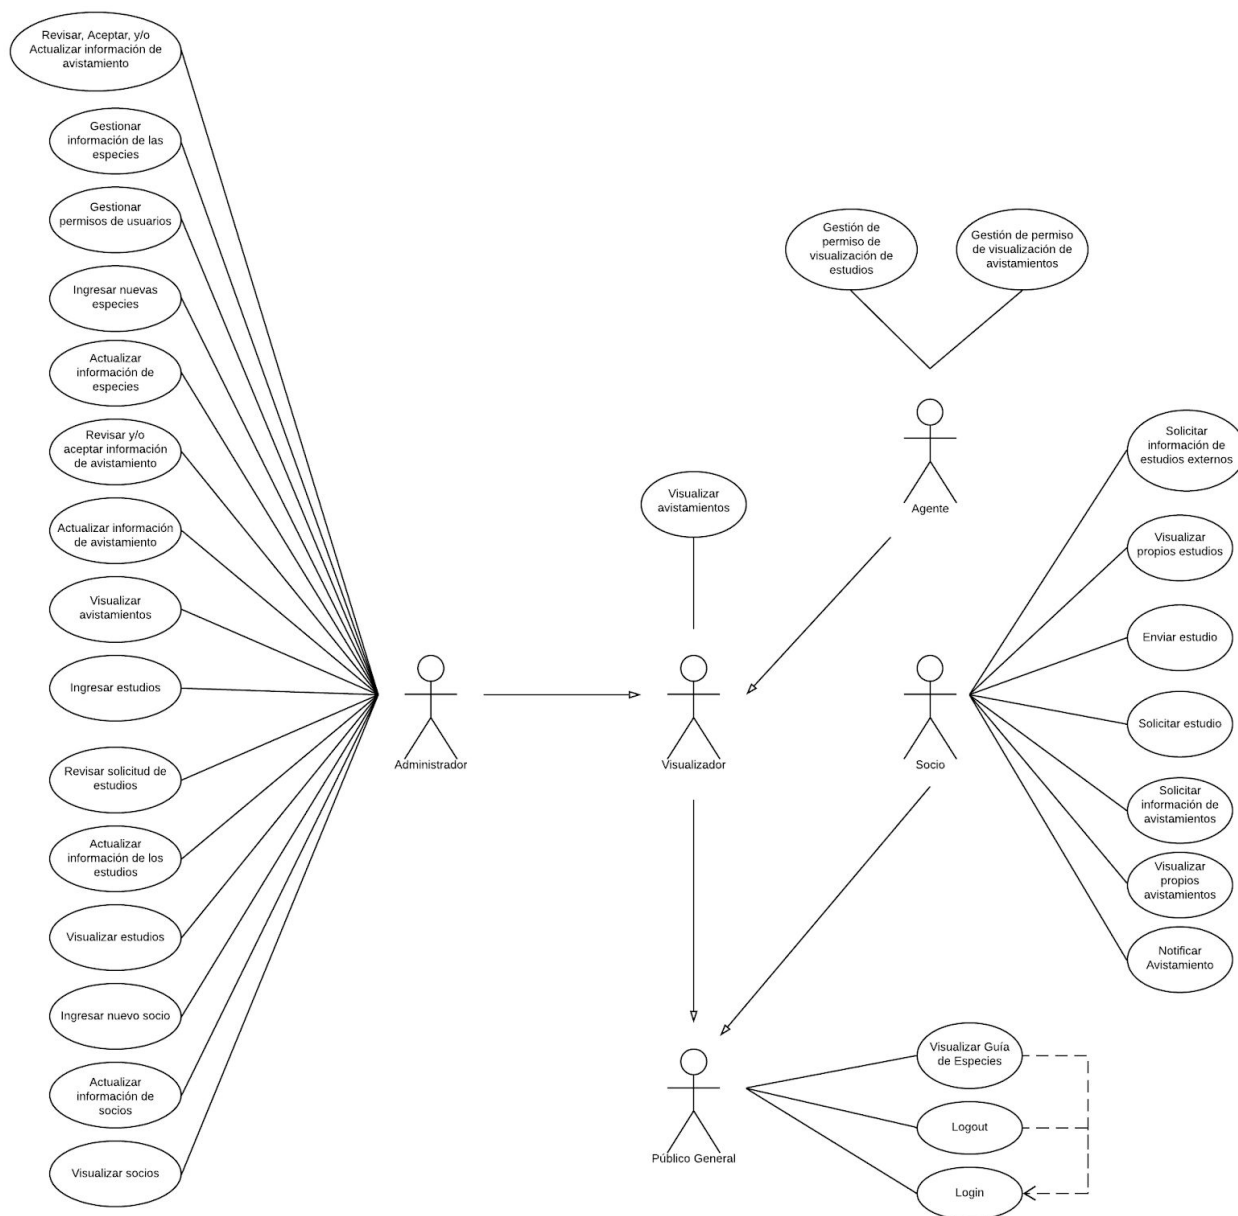 Revisar, Aceptar, y/o
Actualizar información de
avistamiento
Gestionar
información de las
especies
Gestionar
permisos de usuarios
Ingresar nuevas
especies
Actualizar
información de
especies
Revisar y/o
aceptar información
de avistamiento
Actualizar información
de avistamiento
Visualizar
avistamientos
Ingresar estudios
Revisar solicitud de
estudios
Actualizar
información de los
estudios
Visualizar estudios
Ingresar nuevo socio
Actualizar
información de
socios
Visualizar socios
Administrador
Visualizar
avistamientos
Visualizador
Gestión de
permiso de
visualización de
estudios
Gestión de permiso
de visualización de
avistamientos
Agente
Socio
Solicitar
información de
estudios externos
Visualizar
propios estudios
Enviar estudio
Solicitar estudio
Solicitar
información de
avistamientos
Visualizar
propios
avistamientos
Notificar
Avistamiento
Público General
Visualizar Guía
de Especies
Logout
Login